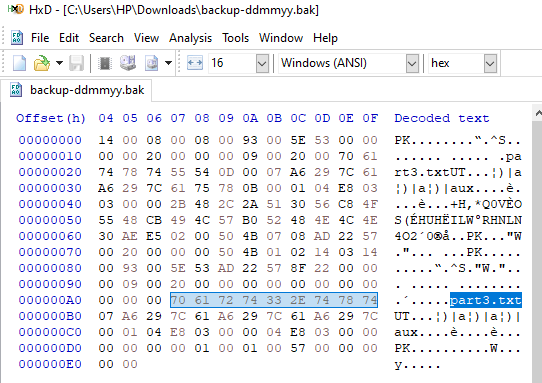 HxD - [C:\Users\HP\Downloads\backup-ddmmyy.bak]
File Edit Search View Analysis Tools Window Help
16 Windows (ANSI) hex
backup-ddmmyy.bak
Offset(h) 04 05 06 07 08 09 0A 0B 0C 0D 0E 0F Decoded text
00000000 14 00 08 00 08 00 93 00 5E 53 00 00 PK........“.^S..
00000010 00 00 20 00 00 00 09 00 20 00 70 61 ...... ..... .pa
00000020 74 78 74 55 54 0D 00 07 A6 29 7C 61 rt3.txtUT...¦)|a
00000030 A6 29 7C 61 75 78 0B 00 01 04 E8 03 ¦)|a¦)|aux....è.
00000040 03 00 00 2B 48 2C 2A 51 30 56 C8 4F ...è...+H,*Q0VÈO
00000050 55 48 CB 49 4C 57 B0 52 48 4E 4C 4E S(ÉUHËILW°RHNLN
00000060 30 AE E5 02 00 50 4B 07 08 AD 22 57 4O2´0®å..PK..."W
00000070 00 00 00 50 4B 01 02 14 03 14 ."... ...PK.....
00000080 00 93 00 5E 53 AD 22 57 8F 22 00 00 .....“.^S."W."..
00000090 00 09 00 20 00 00 00 00 00 00 00
000000A0 00 00 00 70 61 72 74 33 2E 74 78 74 .´.....part3.txt
000000B0 07 A6 29 7C 61 A6 29 7C 61 A6 29 7C UT...¦)|a¦)|a¦)|
000000C0 00 01 04 E8 03 00 00 04 E8 03 00 00 aux....è....è...
000000D0 00 00 00 01 00 01 00 57 00 00 00 PK.........W...
000000E0 00 00 y.....